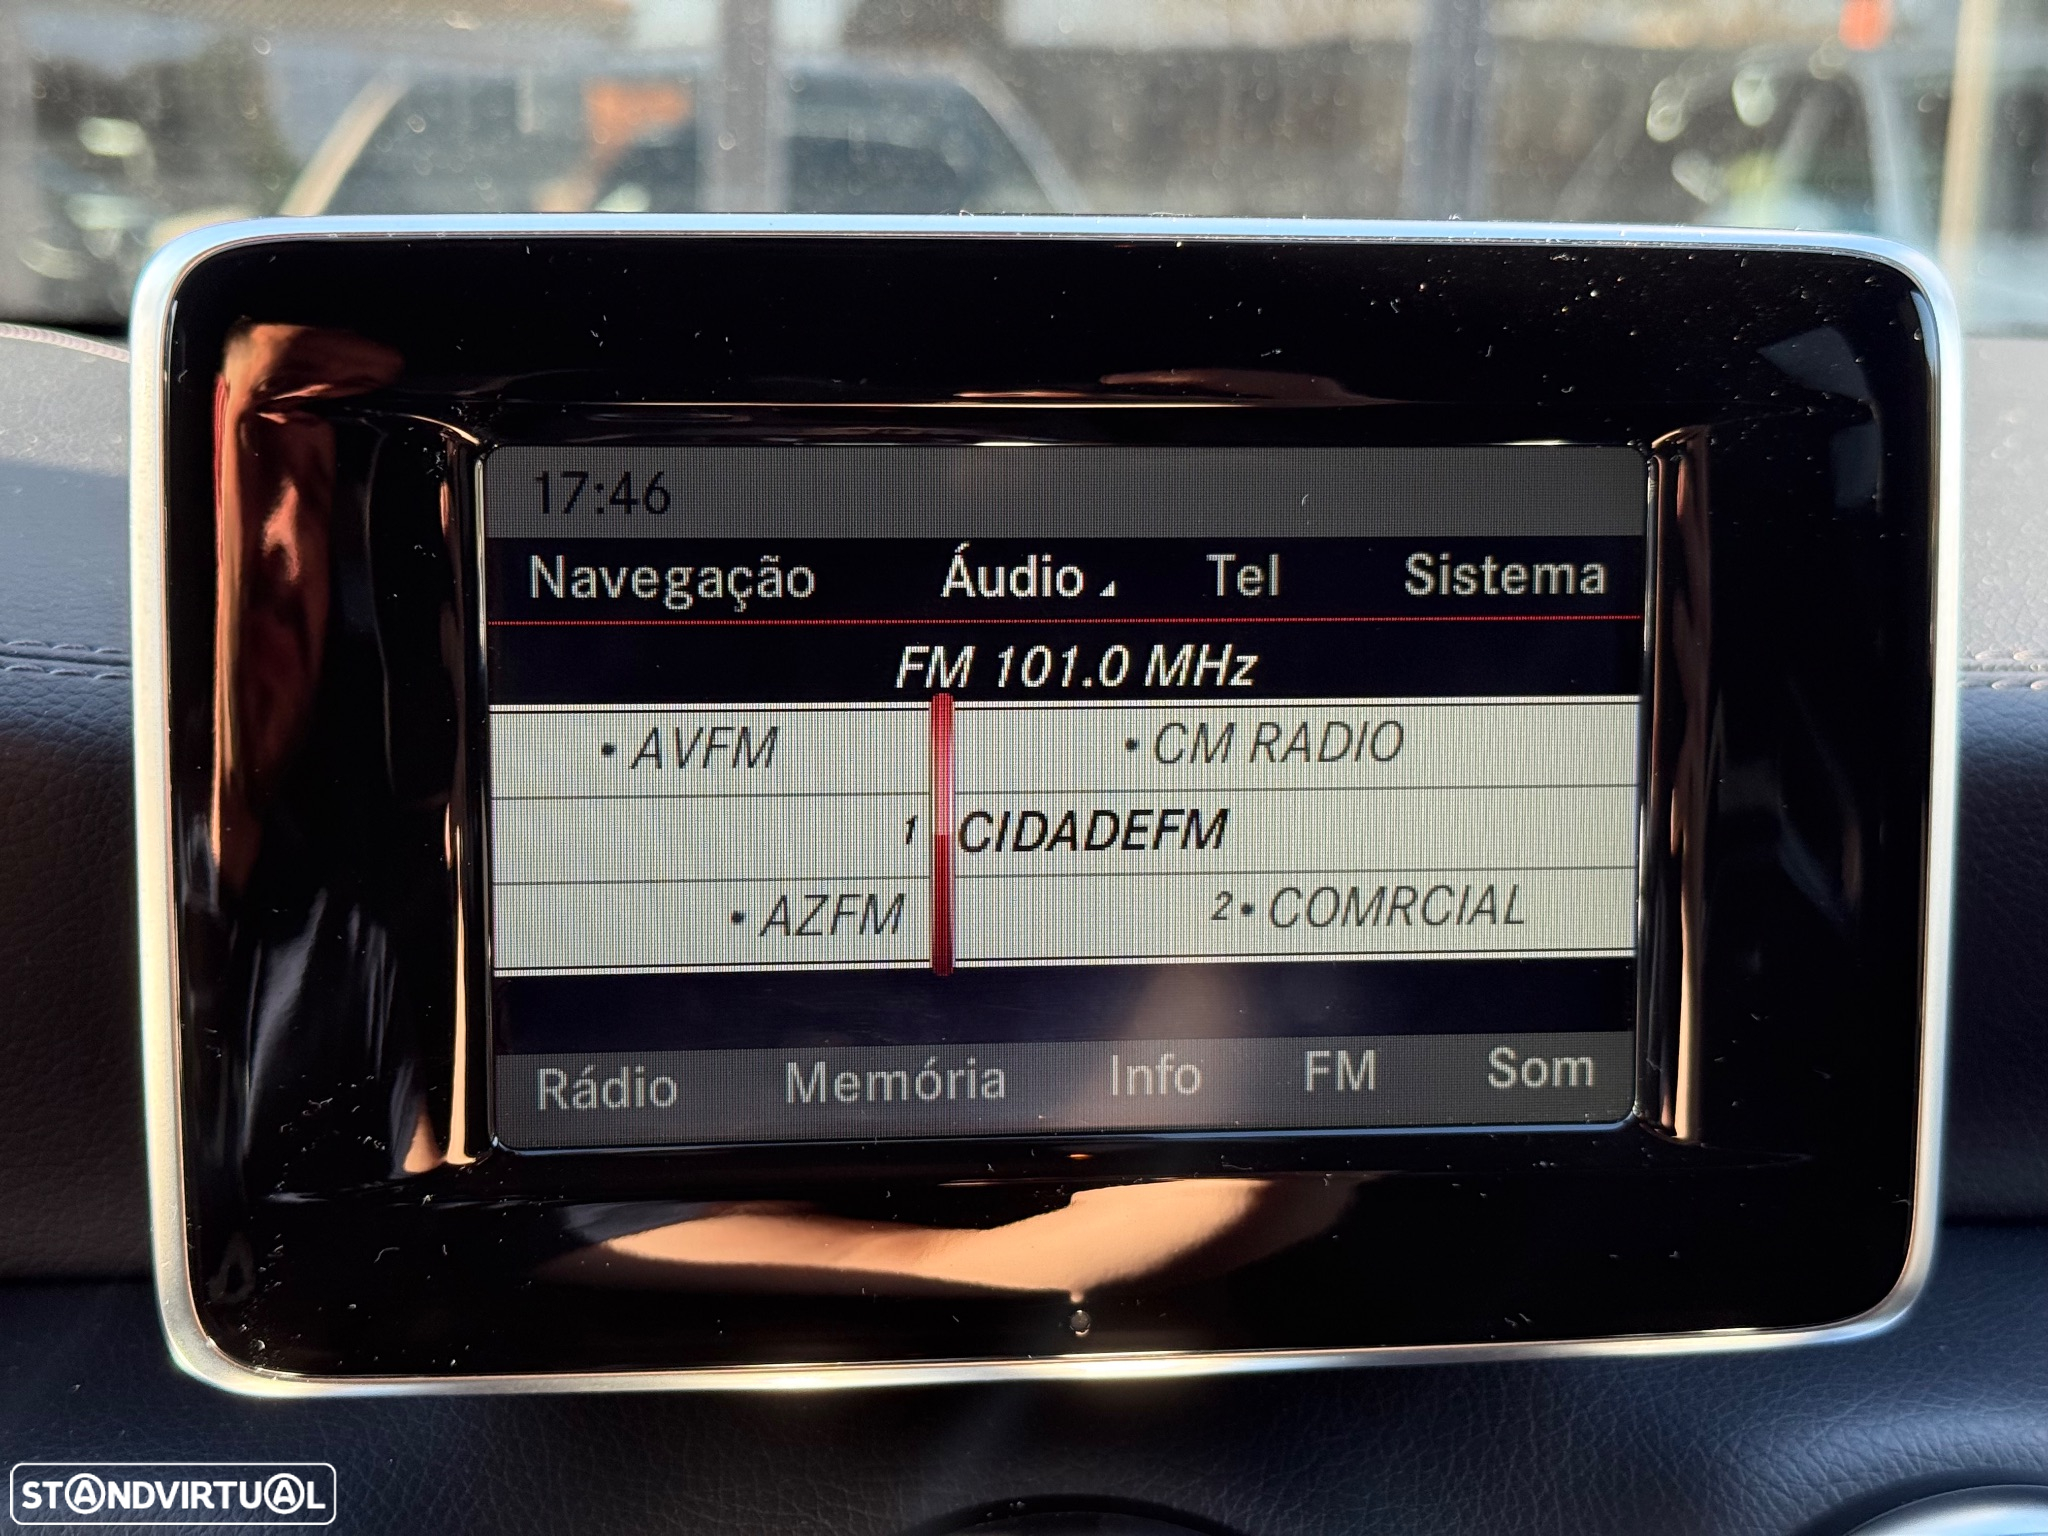 17:46
Navegação Áudio Tel Sistema
FM 101.0 MHz
• AVFM • CM RADIO
1 CIDADEFM
• AZFM 2• COMRCIAL
Rádio Memória Info FM Som
STANDVIRTUAL